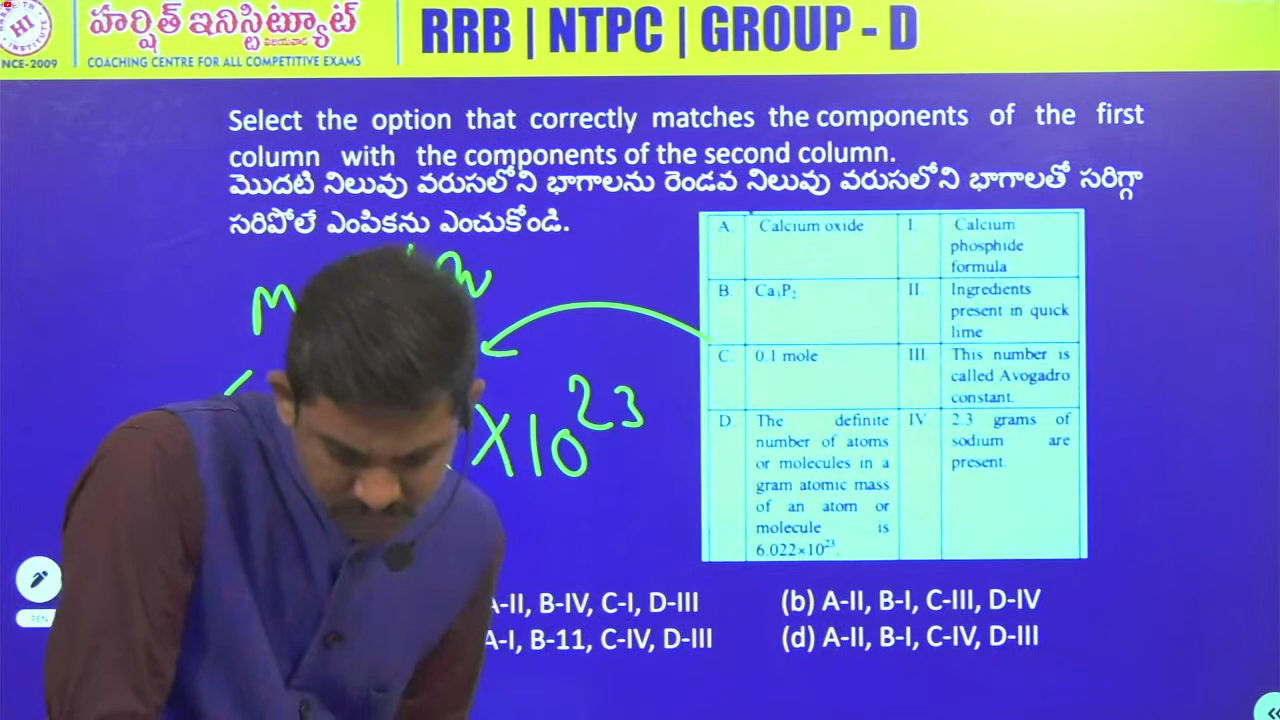 హర్షిత్ ఇనిస్టిట్యూట్
విజయవాడ
HI
NCE-2009
COACHING CENTRE FOR ALL COMPETITIVE EXAMS
RRB | NTPC | GROUP - D
Select the option that correctly matches the components of the first
column with the components of the second column.
మొదటి నిలువు వరుసలోని భాగాలను రెండవ నిలువు వరుసలోని భాగాలతో సరిగ్గా
సరిపోలే ఎంపికను ఎంచుకోండి.
A. Calcium oxide I. Calcium
phosphide
formula
B. Ca₃P₂ II. Ingredients
present in quick
lime
C. 0.1 mole III. This number is
called Avogadro
constant.
D. The definite IV. 2.3 grams of
number of atoms sodium are
or molecules in a present.
gram atomic mass
of an atom or
molecule is
6.022×10²³.
M
×10²³
A-II, B-IV, C-I, D-III (b) A-II, B-I, C-III, D-IV
A-I, B-11, C-IV, D-III (d) A-II, B-I, C-IV, D-III
PEN